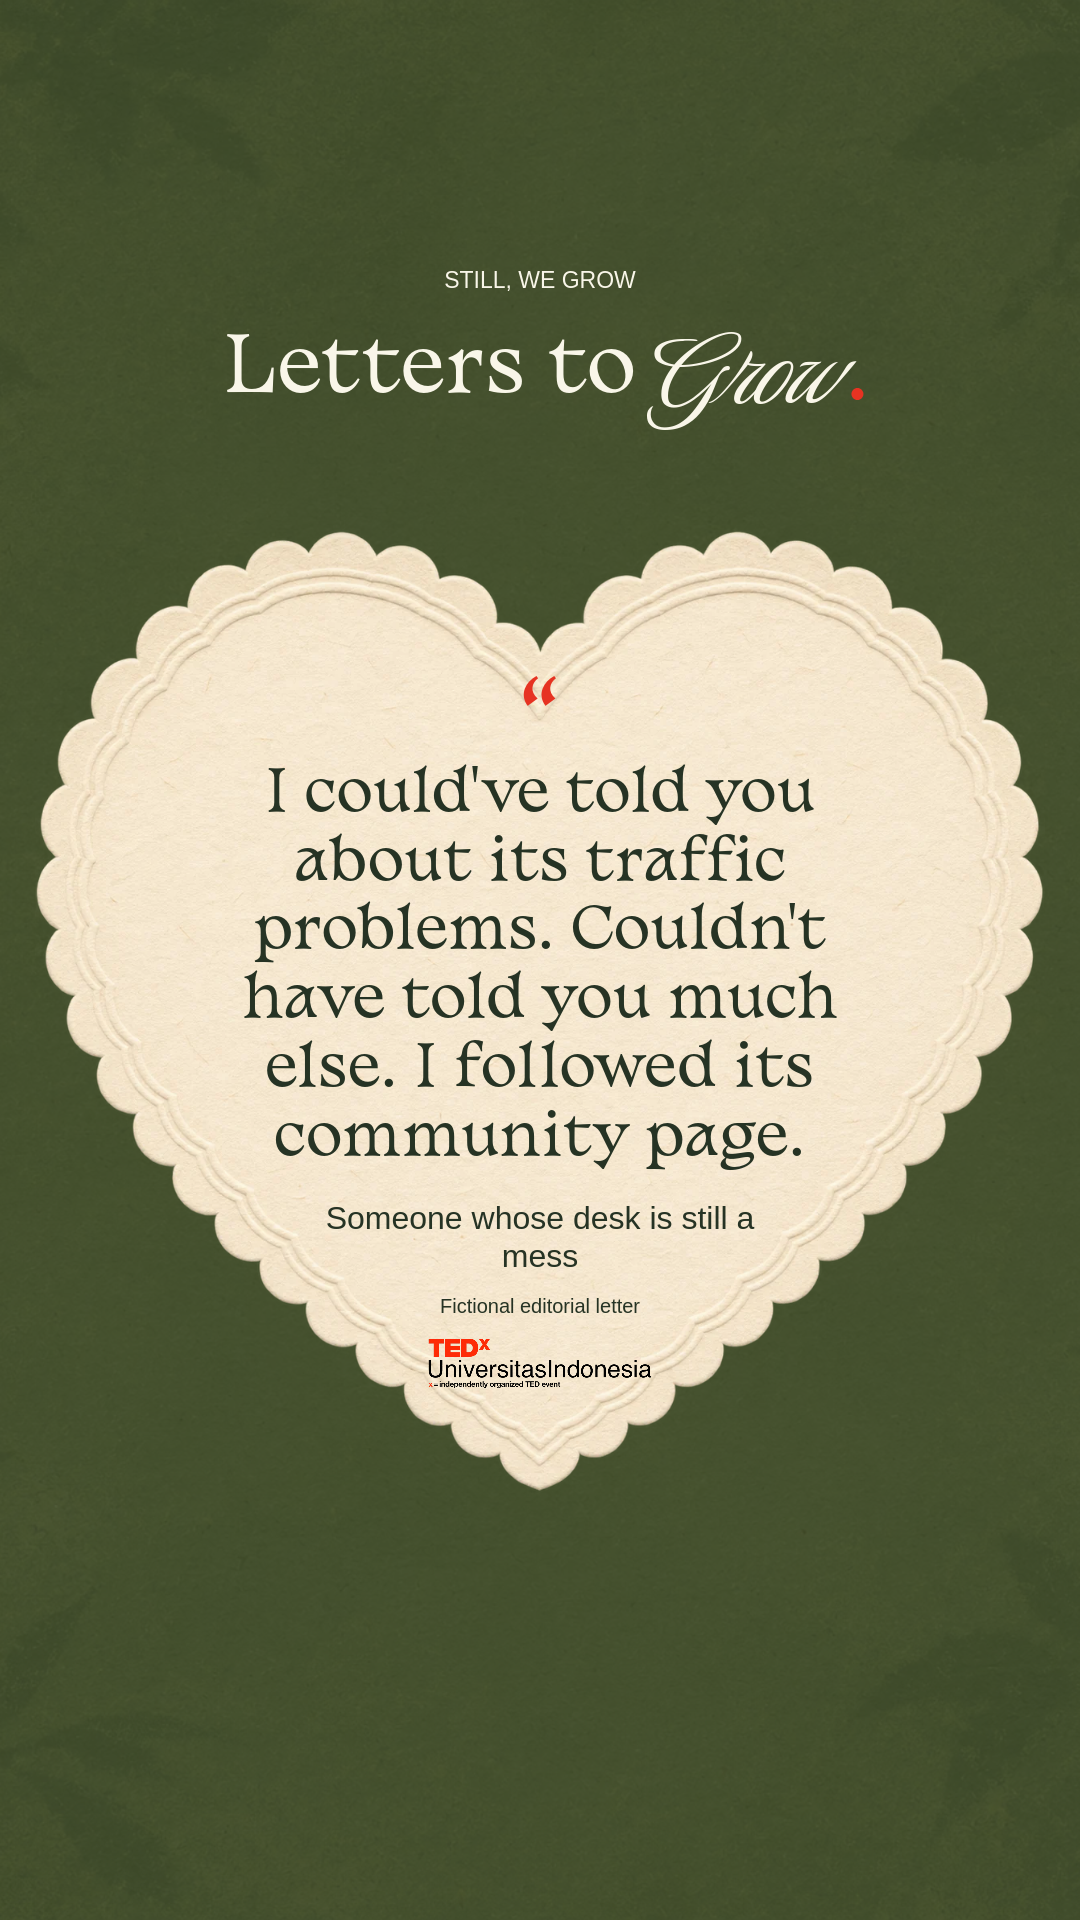 STILL, WE GROW
Letters to Grow.
“
I could've told you
about its traffic
problems. Couldn't
have told you much
else. I followed its
community page.
Someone whose desk is still a
mess
Fictional editorial letter
TEDx
UniversitasIndonesia
x = independently organized TED event